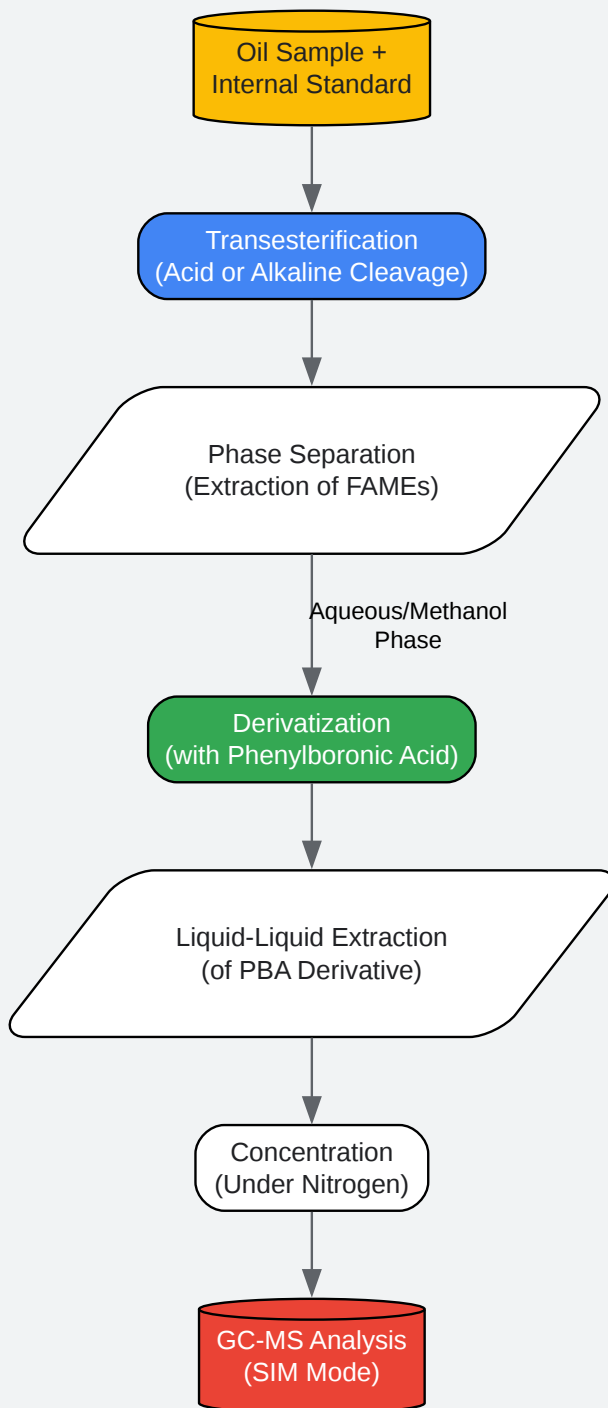 Oil Sample +
Internal Standard
Transesterification
(Acid or Alkaline Cleavage)
Phase Separation
(Extraction of FAMEs)
Aqueous/Methanol
Phase
Derivatization
(with Phenylboronic Acid)
Liquid-Liquid Extraction
(of PBA Derivative)
Concentration
(Under Nitrogen)
GC-MS Analysis
(SIM Mode)